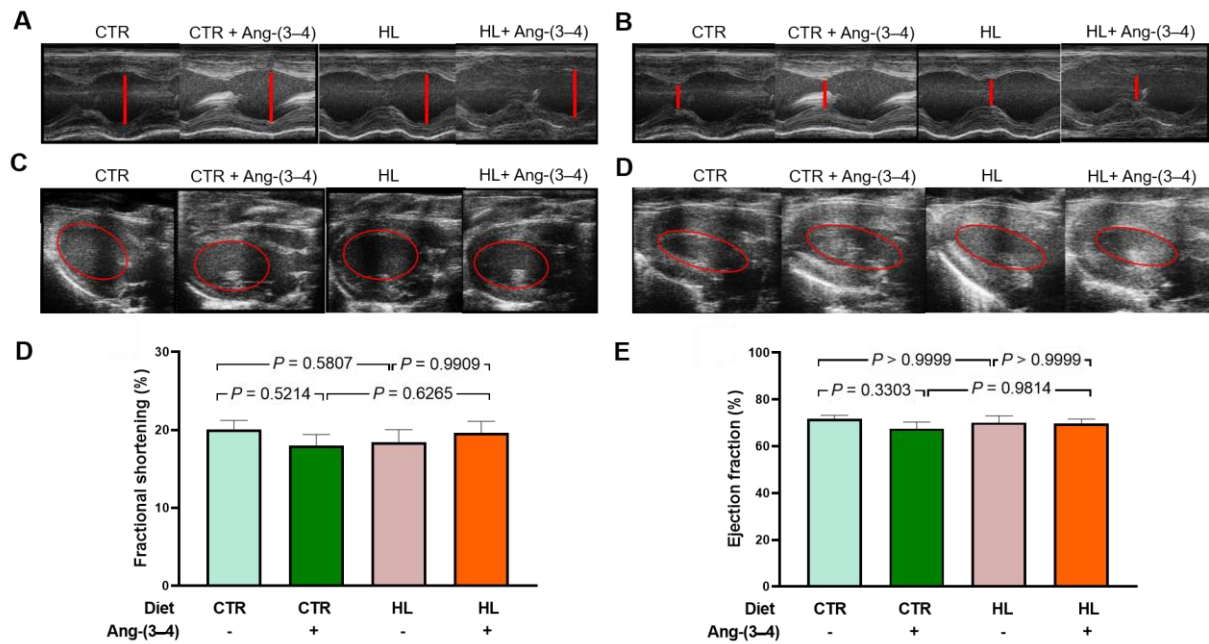 A
CTR CTR + Ang-(3–4) HL HL+ Ang-(3–4)
B
CTR CTR + Ang-(3–4) HL HL+ Ang-(3–4)
C
CTR CTR + Ang-(3–4) HL HL+ Ang-(3–4)
D
CTR CTR + Ang-(3–4) HL HL+ Ang-(3–4)
D
Fractional shortening (%)
30
20
10
0
P = 0.5807 P = 0.9909
P = 0.5214 P = 0.6265
Diet CTR CTR HL HL
Ang-(3–4) - + - +
E
Ejection fraction (%)
100
80
60
40
20
0
P > 0.9999 P > 0.9999
P = 0.3303 P = 0.9814
Diet CTR CTR HL HL
Ang-(3–4) - + - +